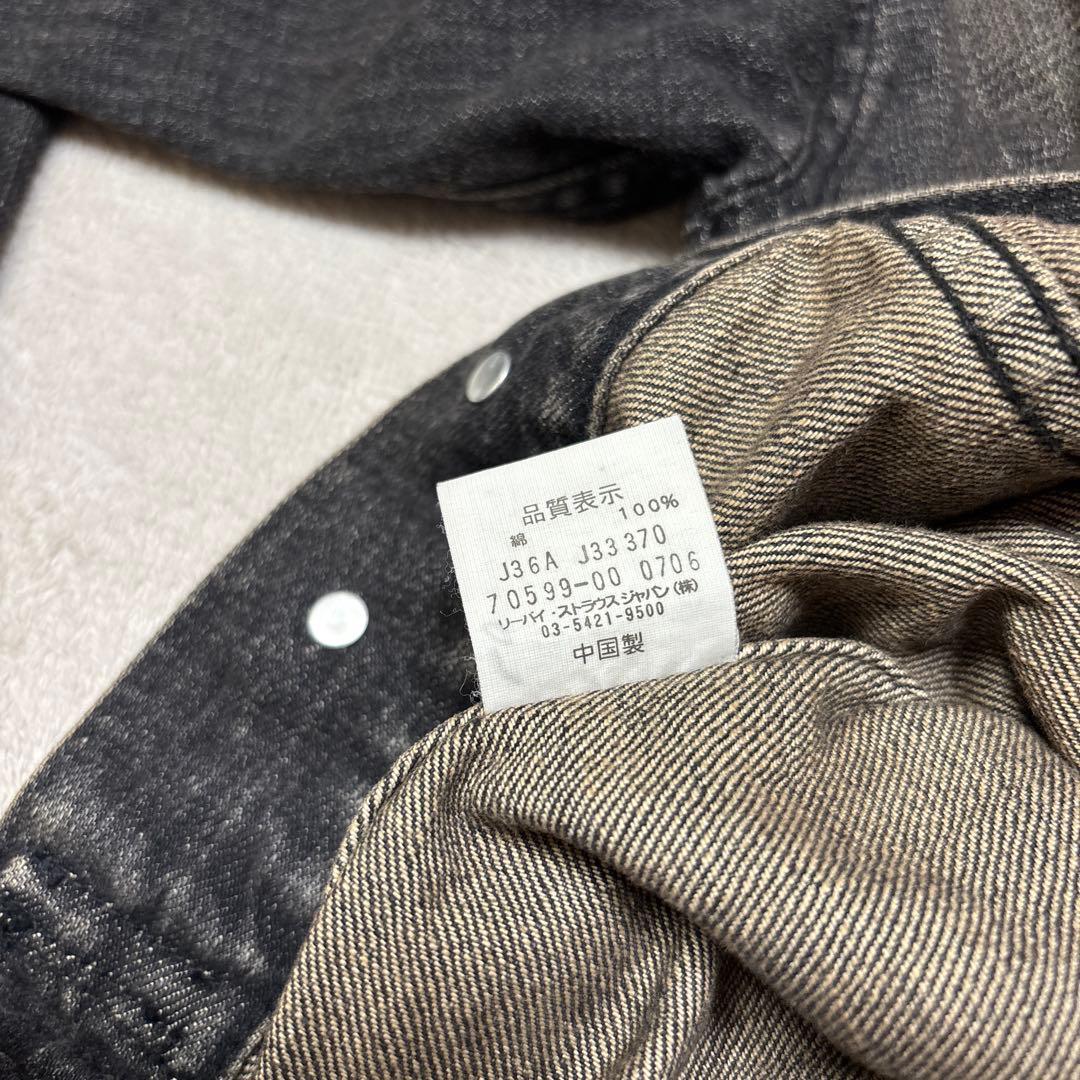 品質表示
綿 100%
J36A J33370
70599-00 0706
リーバイ・ストラウスジャパン(株)
03-5421-9500
中国製